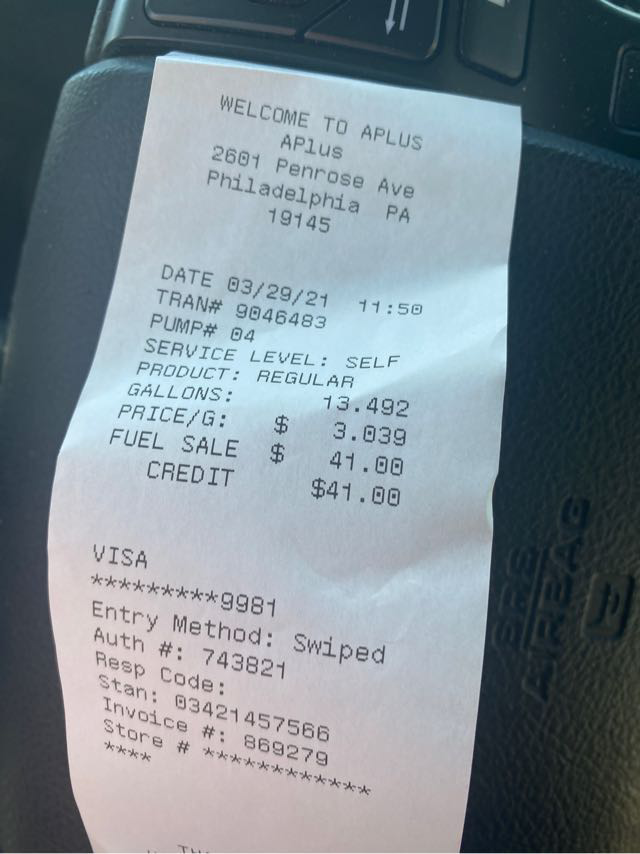 WELCOME TO APLUS
APlus
2601 Penrose Ave
Philadelphia PA
19145
DATE 03/29/21 11:50
TRAN# 9046483
PUMP# 04
SERVICE LEVEL: SELF
PRODUCT: REGULAR
GALLONS: 13.492
PRICE/G: $ 3.039
FUEL SALE $ 41.00
CREDIT $41.00
VISA
*********9981
Entry Method: Swiped
Auth #: 743821
Resp Code:
Stan: 03421457566
Invoice #: 869279
Store # ************
****
SRS
AIRBAG